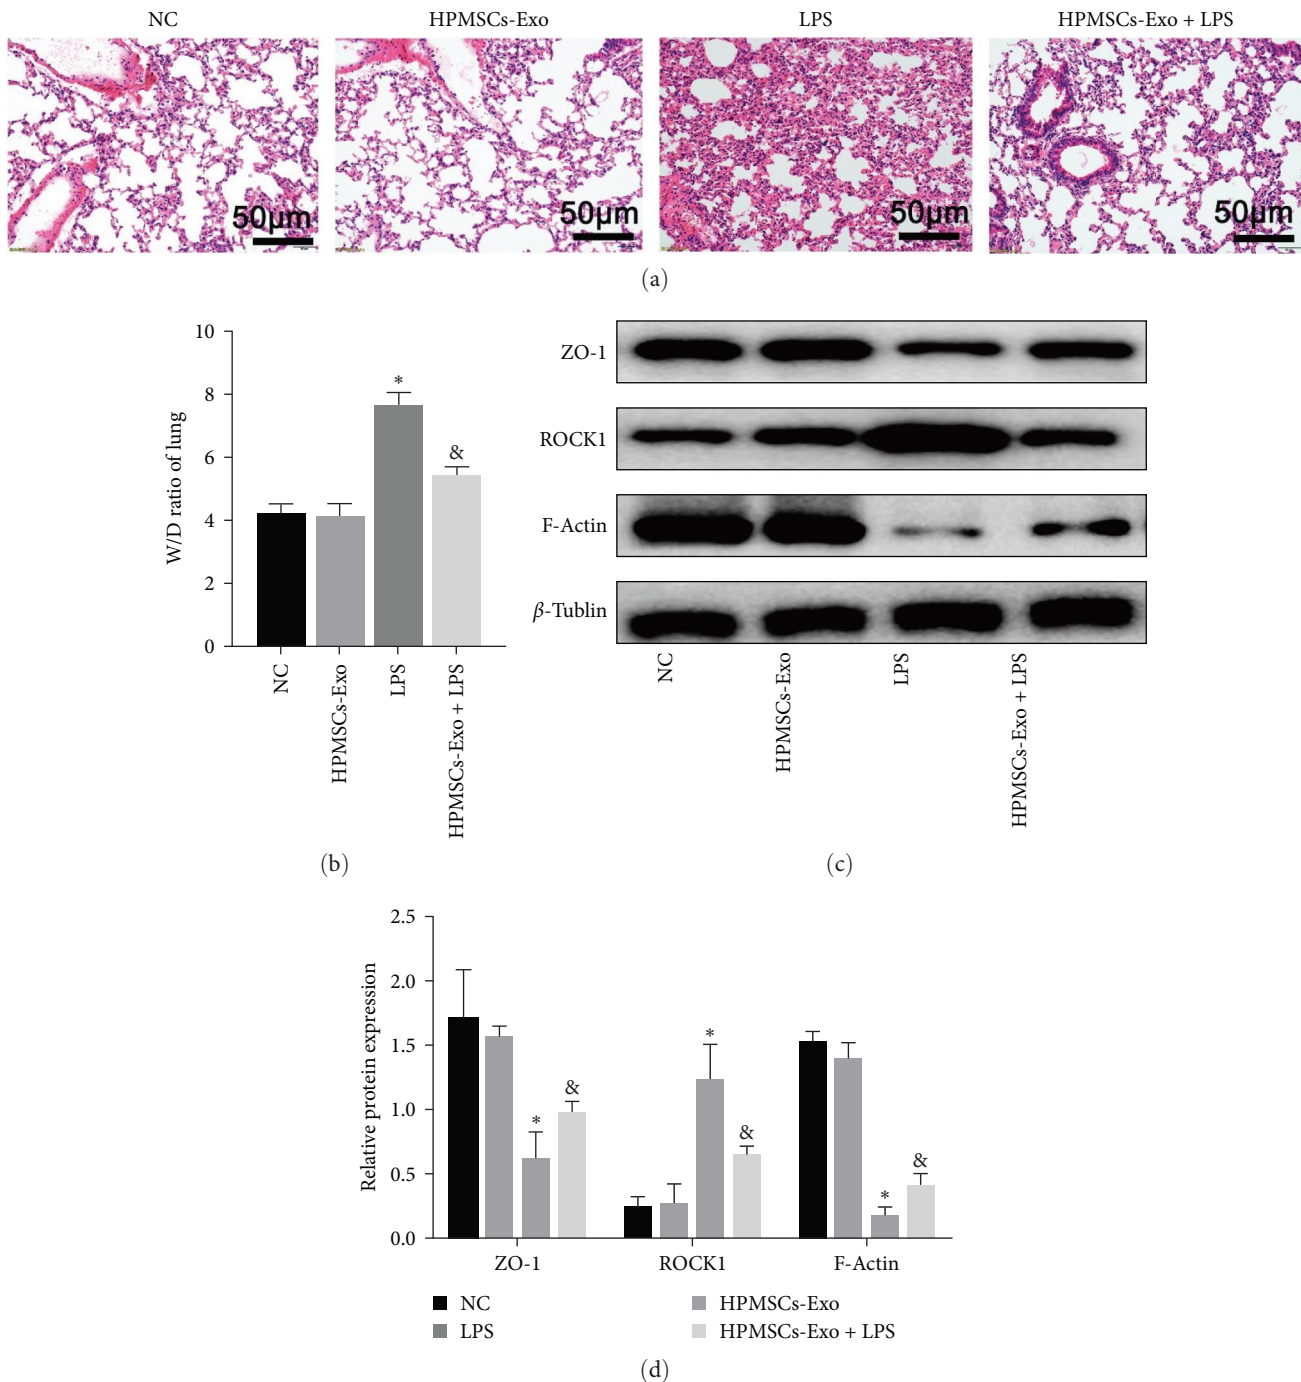 NC
HPMSCs-Exo
LPS
HPMSCs-Exo + LPS
50μm
50μm
50μm
50μm
(a)
10
8
6
4
2
0
W/D ratio of lung
*
&
NC
HPMSCs-Exo
LPS
HPMSCs-Exo + LPS
(b)
ZO-1
ROCK1
F-Actin
β-Tublin
NC
HPMSCs-Exo
LPS
HPMSCs-Exo + LPS
(c)
2.5
2.0
1.5
1.0
0.5
0.0
Relative protein expression
*
&
*
&
*
&
ZO-1
ROCK1
F-Actin
NC
HPMSCs-Exo
LPS
HPMSCs-Exo + LPS
(d)